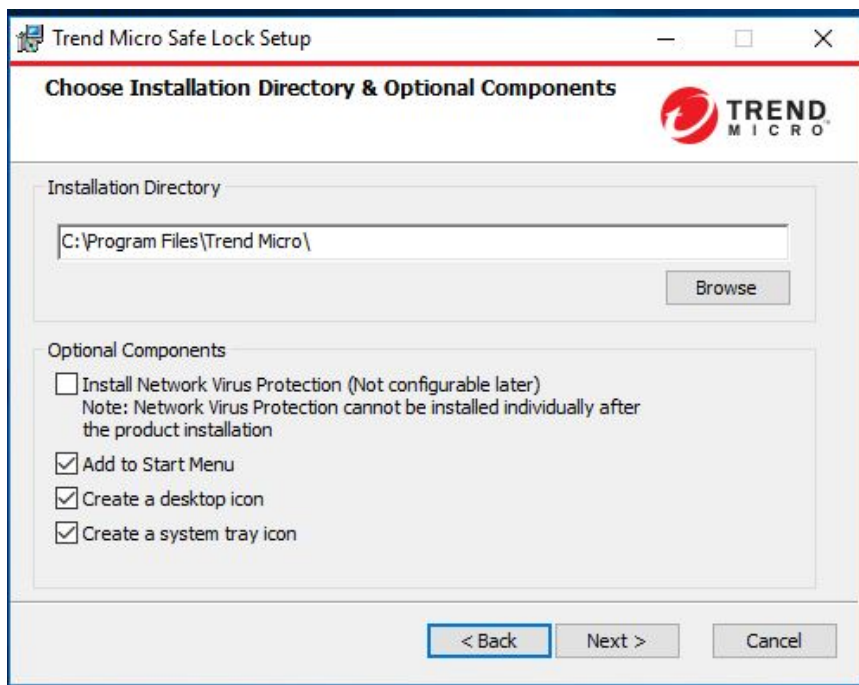 Trend Micro Safe Lock Setup
Choose Installation Directory & Optional Components
TREND
MICRO
Installation Directory
C:\Program Files\Trend Micro\
Browse
Optional Components
Install Network Virus Protection (Not configurable later)
Note: Network Virus Protection cannot be installed individually after
the product installation
Add to Start Menu
Create a desktop icon
Create a system tray icon
< Back
Next >
Cancel